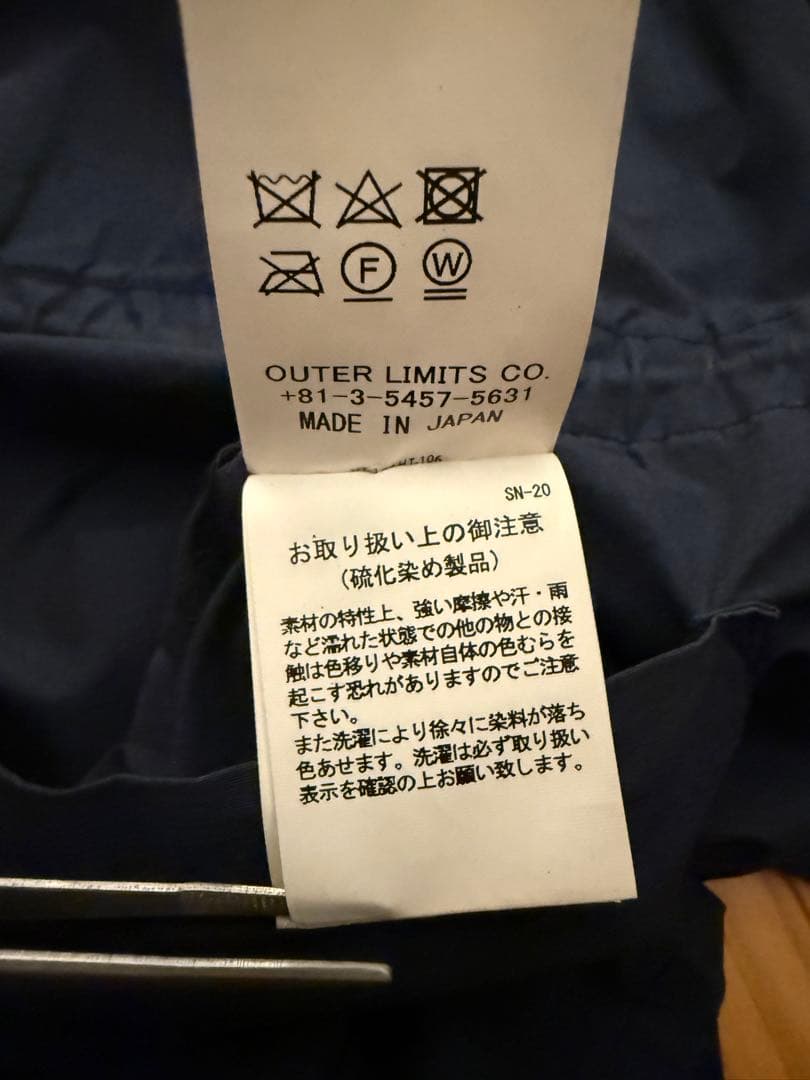 F W
OUTER LIMITS CO.
+81-3-5457-5631
MADE IN JAPAN
SN-20
お取り扱い上の御注意
(硫化染め製品)
素材の特性上、強い摩擦や汗・雨
など濡れた状態での他の物との接
触は色移りや素材自体の色むらを
起こす恐れがありますのでご注意
下さい。
また洗濯により徐々に染料が落ち
色あせます。洗濯は必ず取り扱い
表示を確認の上お願い致します。